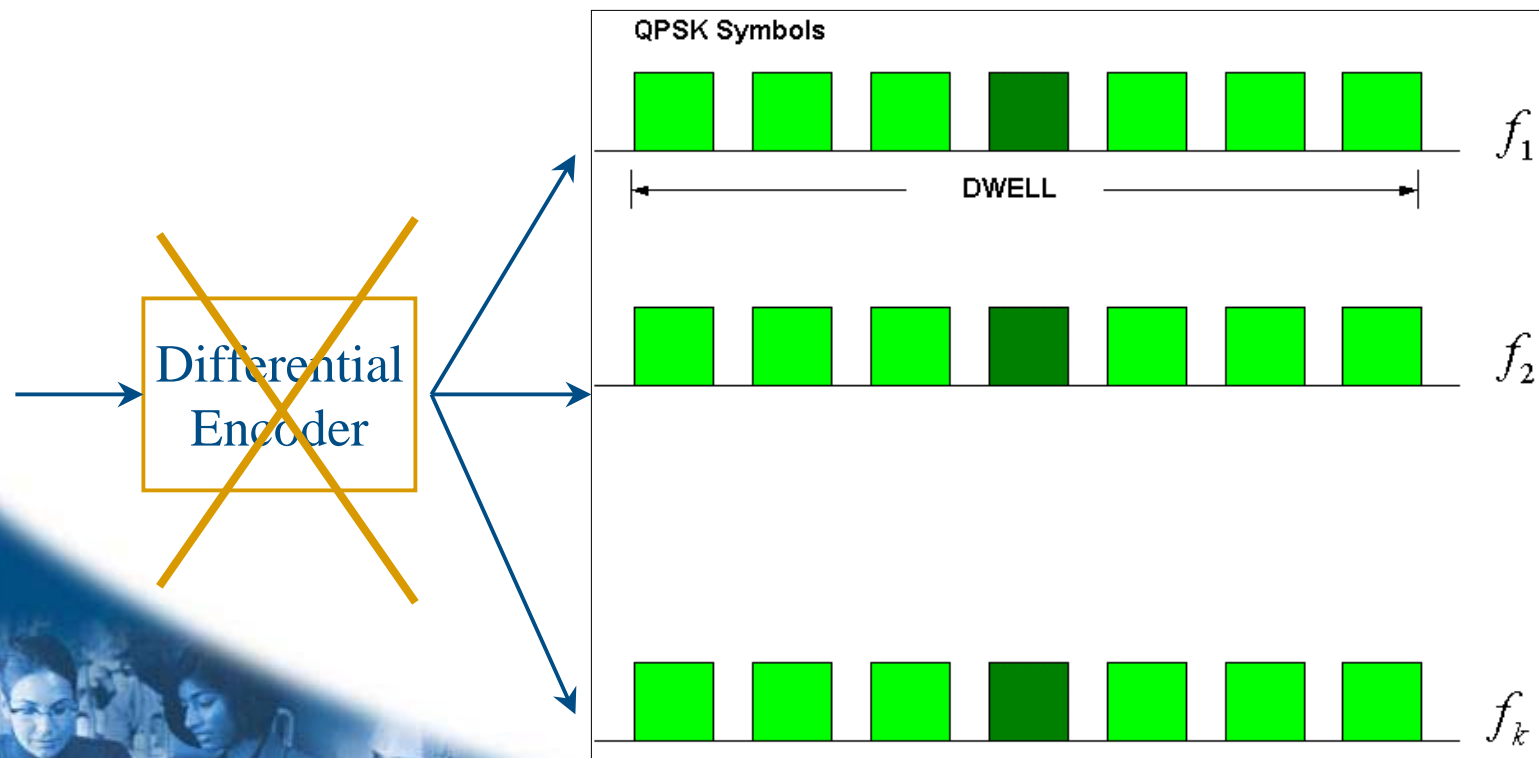 QPSK Symbols
f1
DWELL
f2
Differential
Encoder
fk